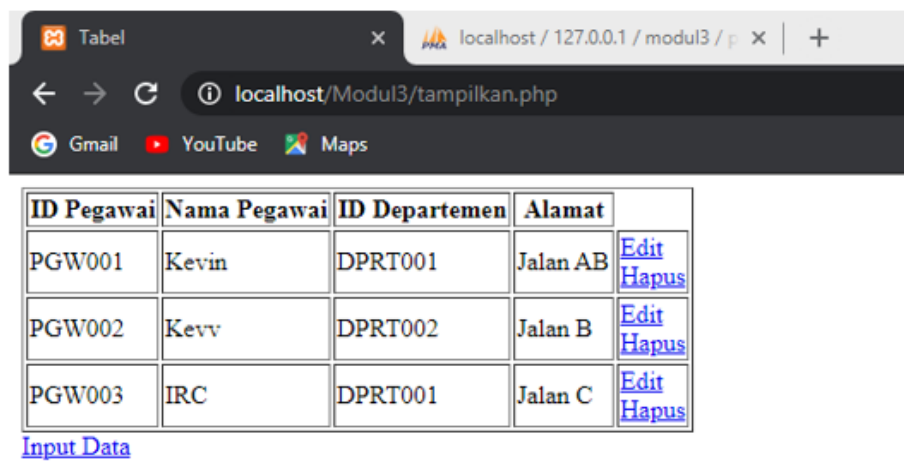 Tabel
PMA localhost / 127.0.0.1 / modul3 / p
localhost/Modul3/tampilkan.php
Gmail YouTube Maps
ID Pegawai Nama Pegawai ID Departemen Alamat
PGW001 Kevin DPRT001 Jalan AB Edit
Hapus
PGW002 Kevv DPRT002 Jalan B Edit
Hapus
PGW003 IRC DPRT001 Jalan C Edit
Hapus
Input Data